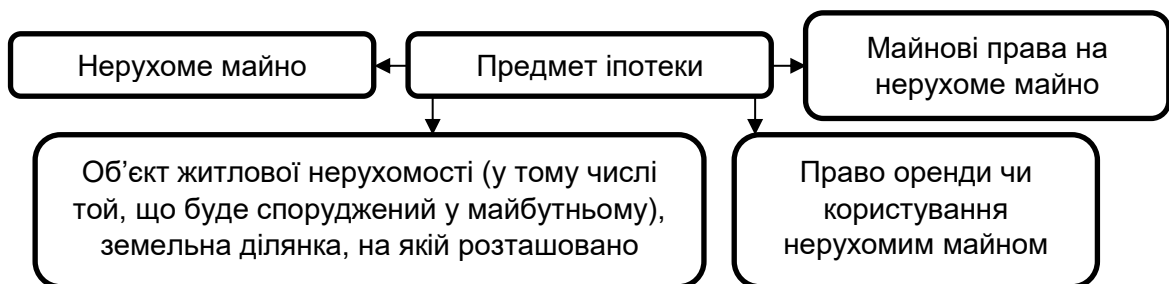 Нерухоме майно
Предмет іпотеки
Майнові права на
нерухоме майно
Об’єкт житлової нерухомості (у тому числі
той, що буде споруджений у майбутньому),
земельна ділянка, на якій розташовано
Право оренди чи
користування
нерухомим майном